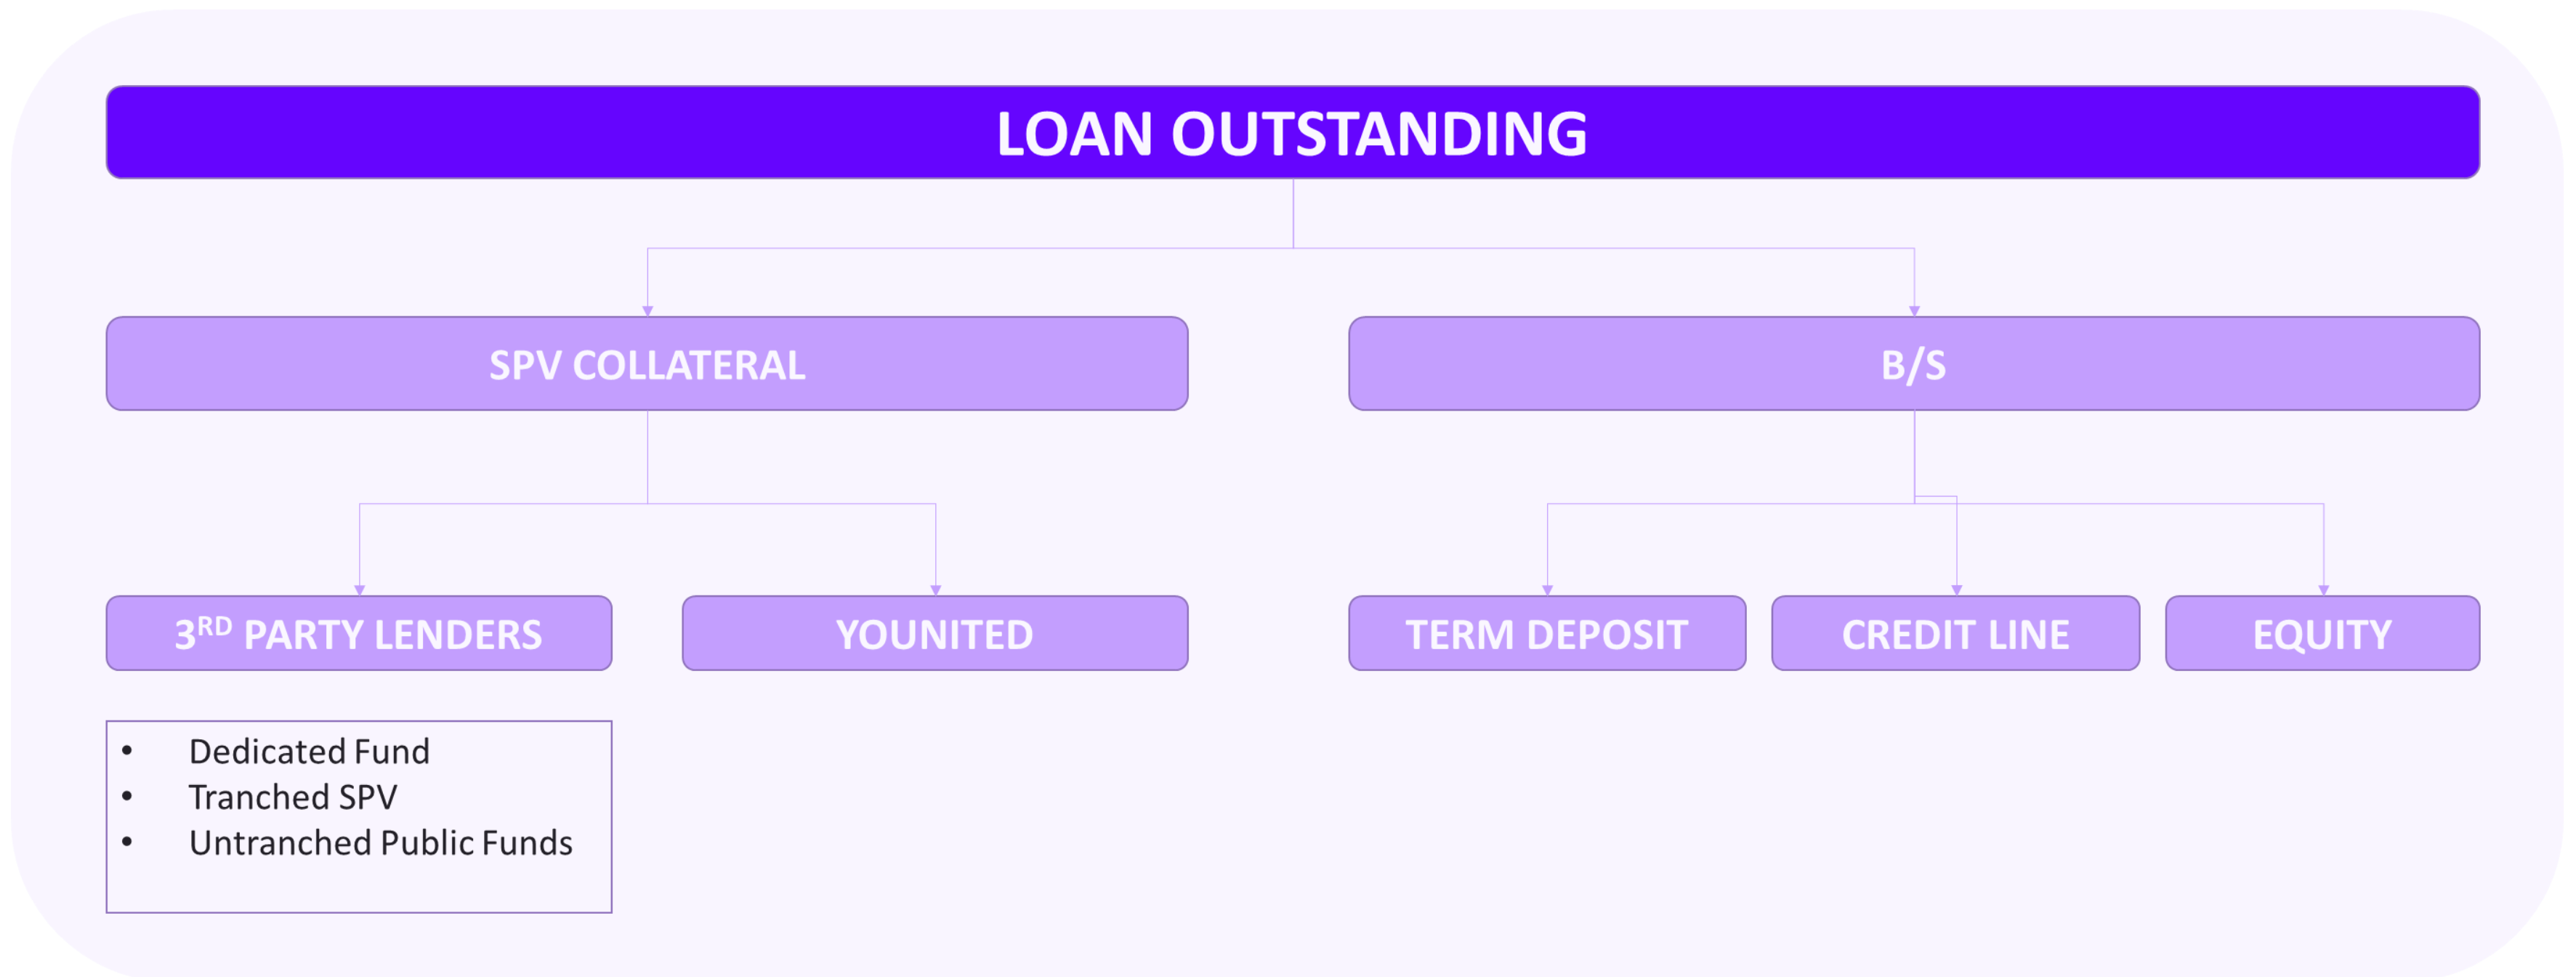 LOAN OUTSTANDING
SPV COLLATERAL
B/S
3RD PARTY LENDERS
YOUNITED
TERM DEPOSIT
CREDIT LINE
EQUITY
• Dedicated Fund
• Tranched SPV
• Untranched Public Funds